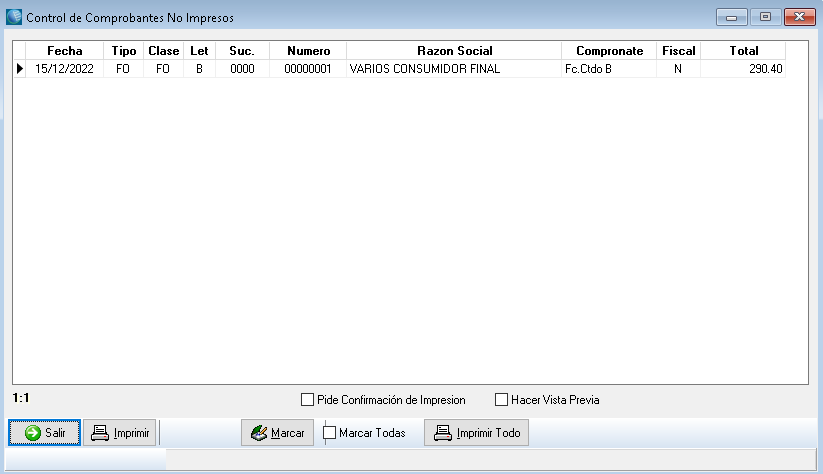 Control de Comprobantes No Impresos
Fecha Tipo Clase Let Suc. Numero Razon Social Compronate Fiscal Total
15/12/2022 FO FO B 0000 00000001 VARIOS CONSUMIDOR FINAL Fc.Ctdo B N 290.40
1:1 Pide Confirmación de Impresion Hacer Vista Previa
Salir Imprimir Marcar Marcar Todas Imprimir Todo